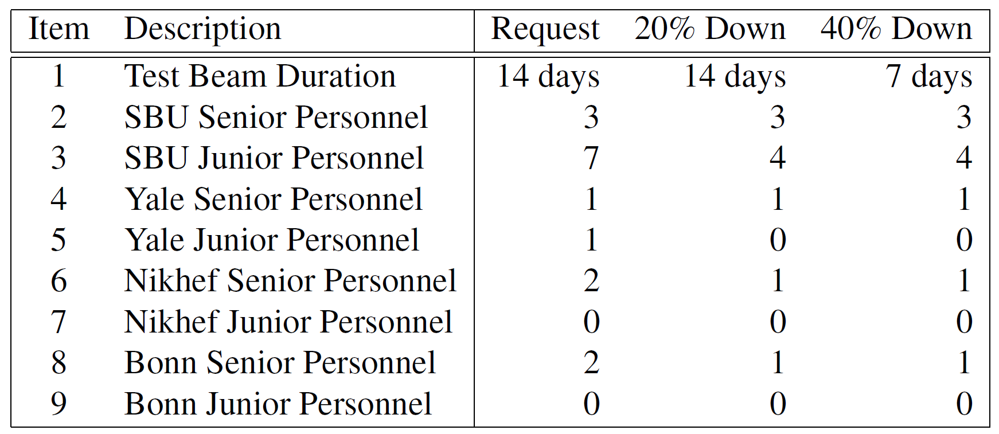 Item Description Request 20% Down 40% Down
1 Test Beam Duration 14 days 14 days 7 days
2 SBU Senior Personnel 3 3 3
3 SBU Junior Personnel 7 4 4
4 Yale Senior Personnel 1 1 1
5 Yale Junior Personnel 1 0 0
6 Nikhef Senior Personnel 2 1 1
7 Nikhef Junior Personnel 0 0 0
8 Bonn Senior Personnel 2 1 1
9 Bonn Junior Personnel 0 0 0